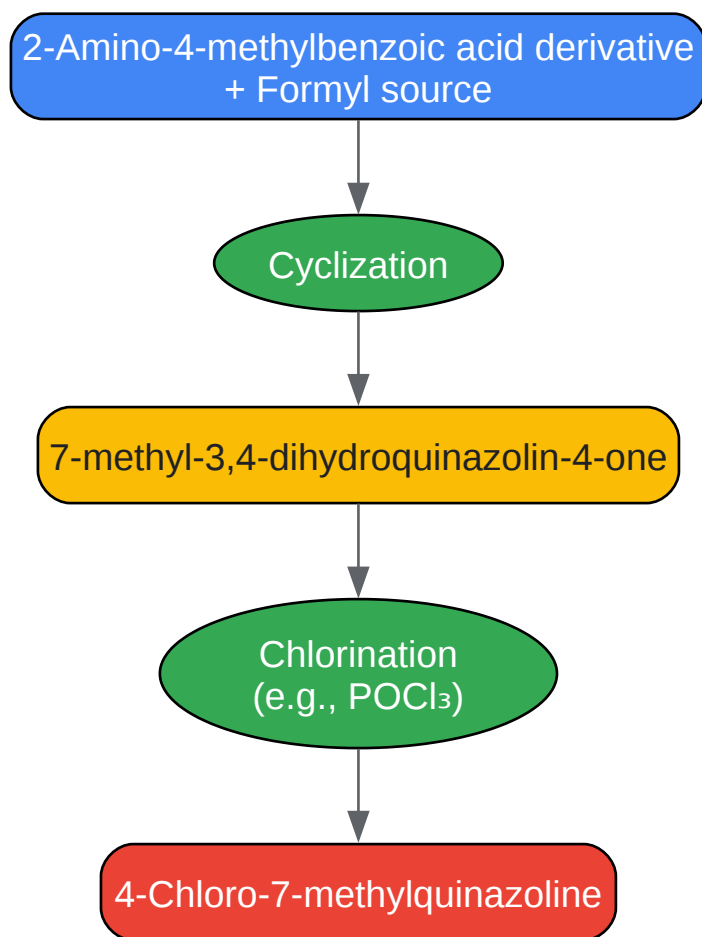 2-Amino-4-methylbenzoic acid derivative
+ Formyl source
Cyclization
7-methyl-3,4-dihydroquinazolin-4-one
Chlorination
(e.g., POCl₃)
4-Chloro-7-methylquinazoline